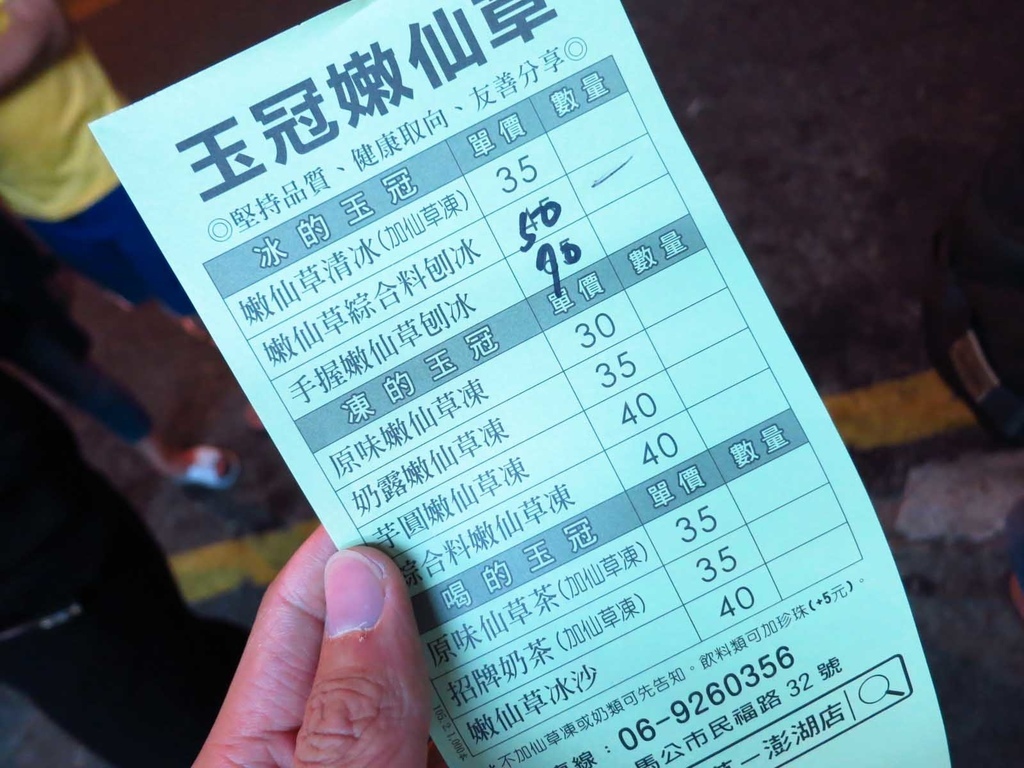 玉冠嫩仙草
◎堅持品質、健康取向、友善分享◎
冰的玉冠 單價 數量
嫩仙草清冰(加仙草凍) 35
嫩仙草綜合料刨冰 50
手握嫩仙草刨冰 90
凍的玉冠 單價 數量
原味嫩仙草凍 30
奶露嫩仙草凍 35
芋圓嫩仙草凍 40
綜合料嫩仙草凍 40
喝的玉冠 單價 數量
原味仙草茶(加仙草凍) 35
招牌奶茶(加仙草凍) 35
嫩仙草冰沙 40
不加仙草凍或奶類可先告知。飲料類可加珍珠(+5元)。
線：06-9260356
馬公市民福路32號
第一澎湖店